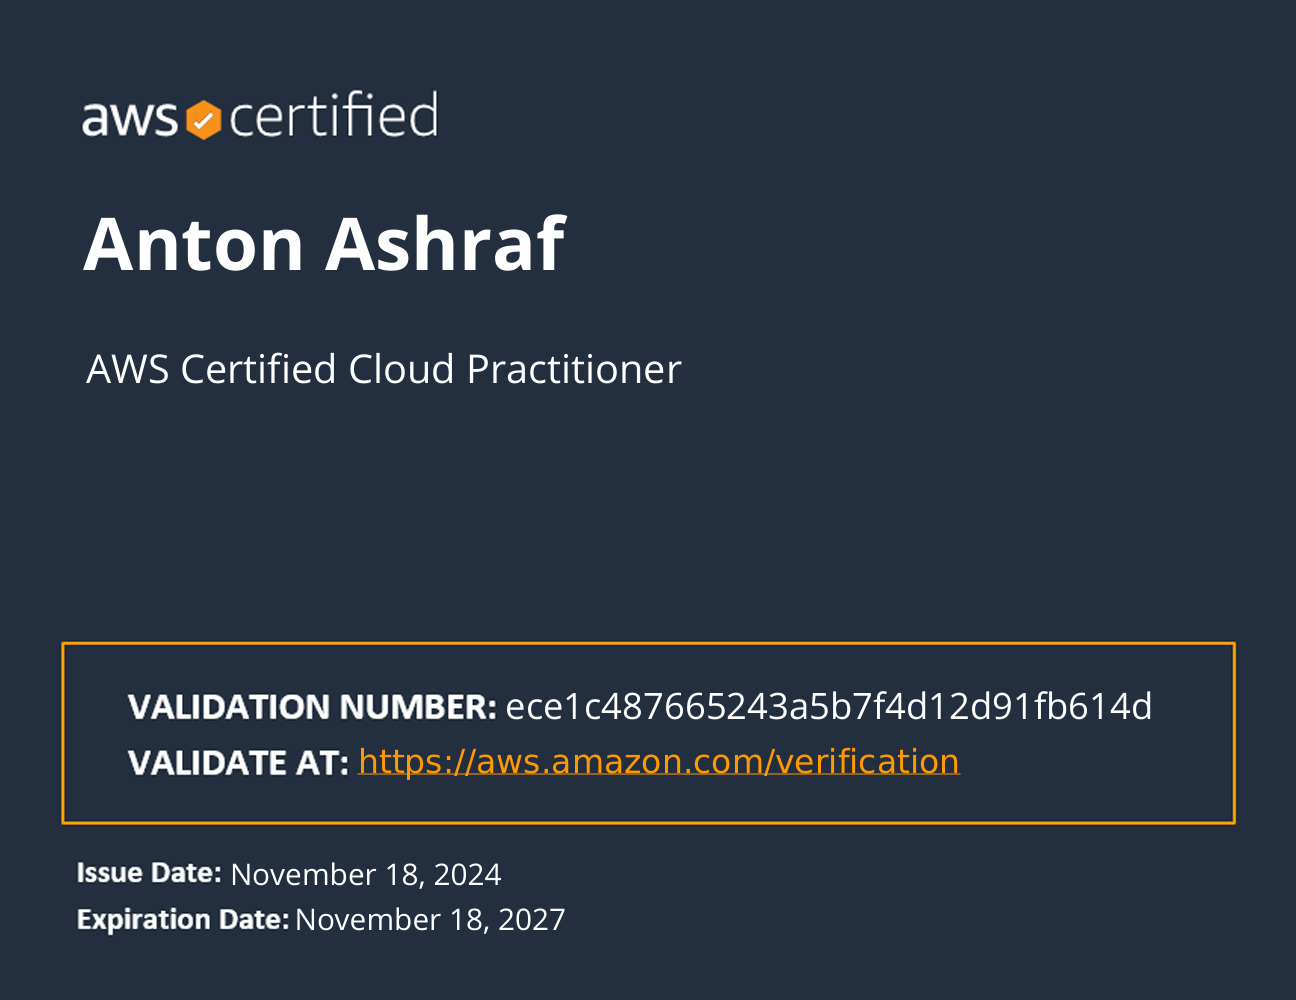 aws certified
Anton Ashraf
AWS Certified Cloud Practitioner
VALIDATION NUMBER: ece1c487665243a5b7f4d12d91fb614d
VALIDATE AT: https://aws.amazon.com/verification
Issue Date: November 18, 2024
Expiration Date: November 18, 2027